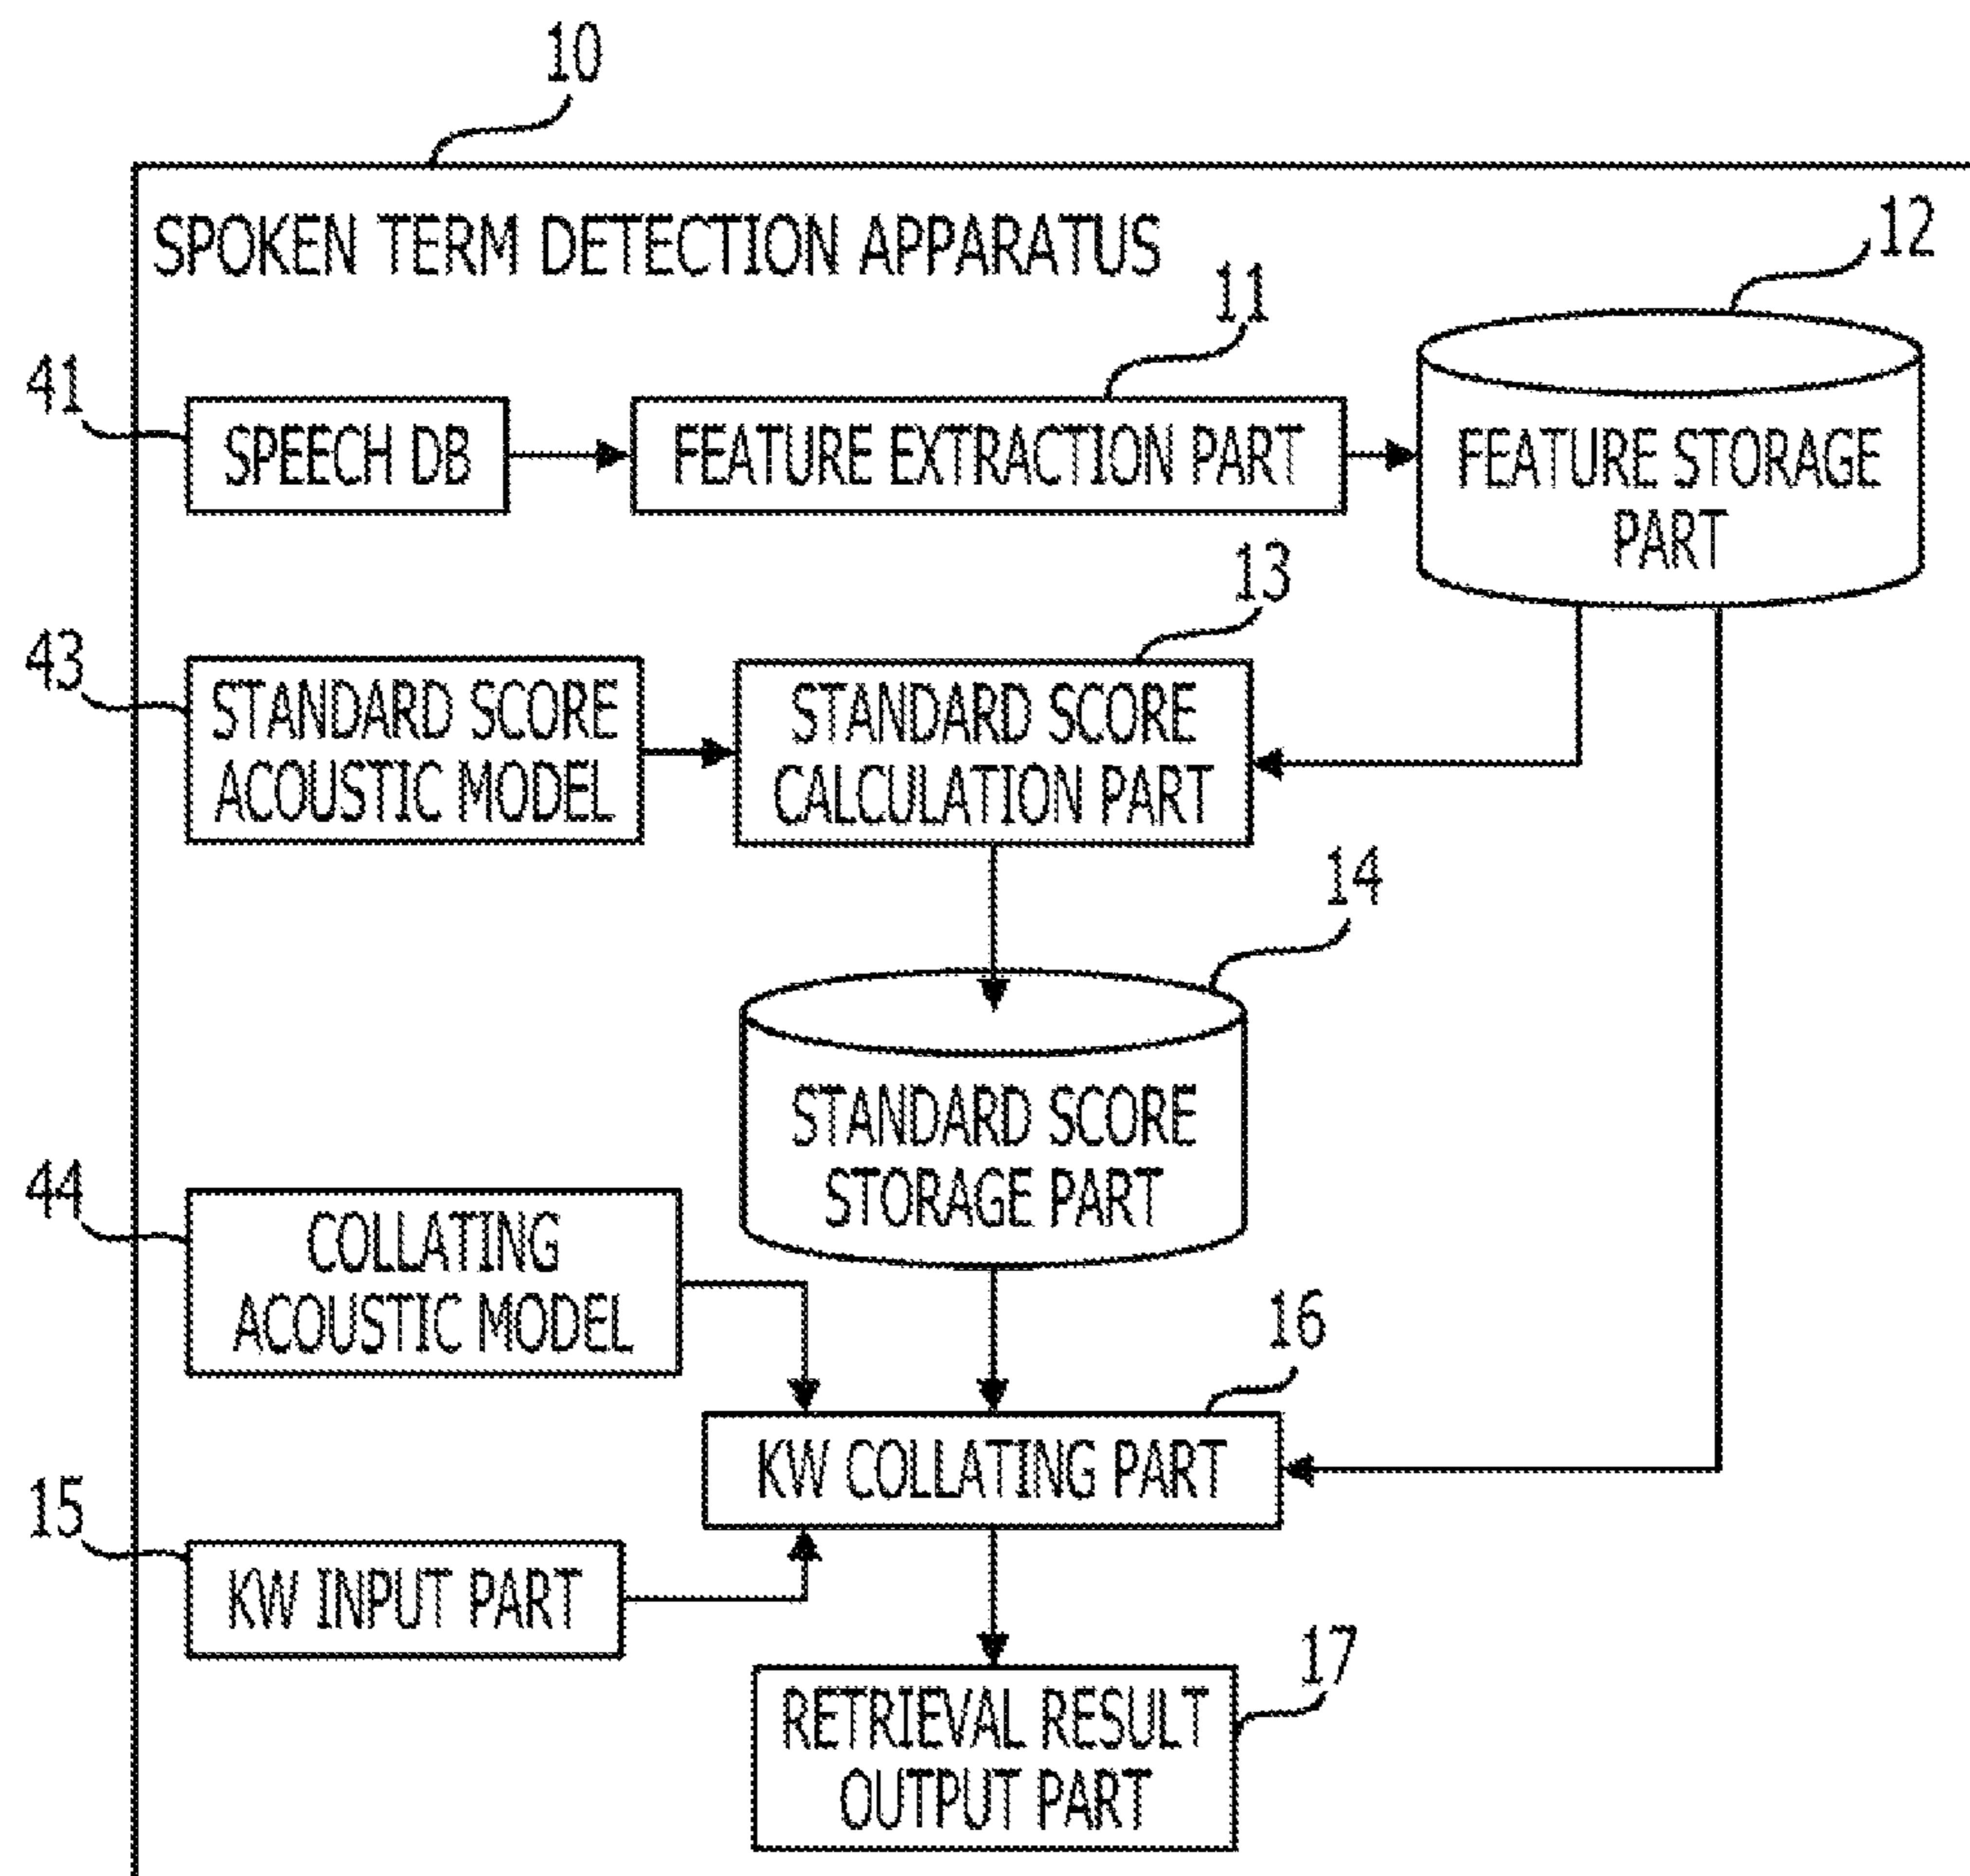 10
SPOKEN TERM DETECTION APPARATUS
12
11
41
SPEECH DB
FEATURE EXTRACTION PART
FEATURE STORAGE
PART
13
43
STANDARD SCORE
ACOUSTIC MODEL
STANDARD SCORE
CALCULATION PART
14
STANDARD SCORE
STORAGE PART
44
COLLATING
ACOUSTIC MODEL
16
KW COLLATING PART
15
KW INPUT PART
17
RETRIEVAL RESULT
OUTPUT PART